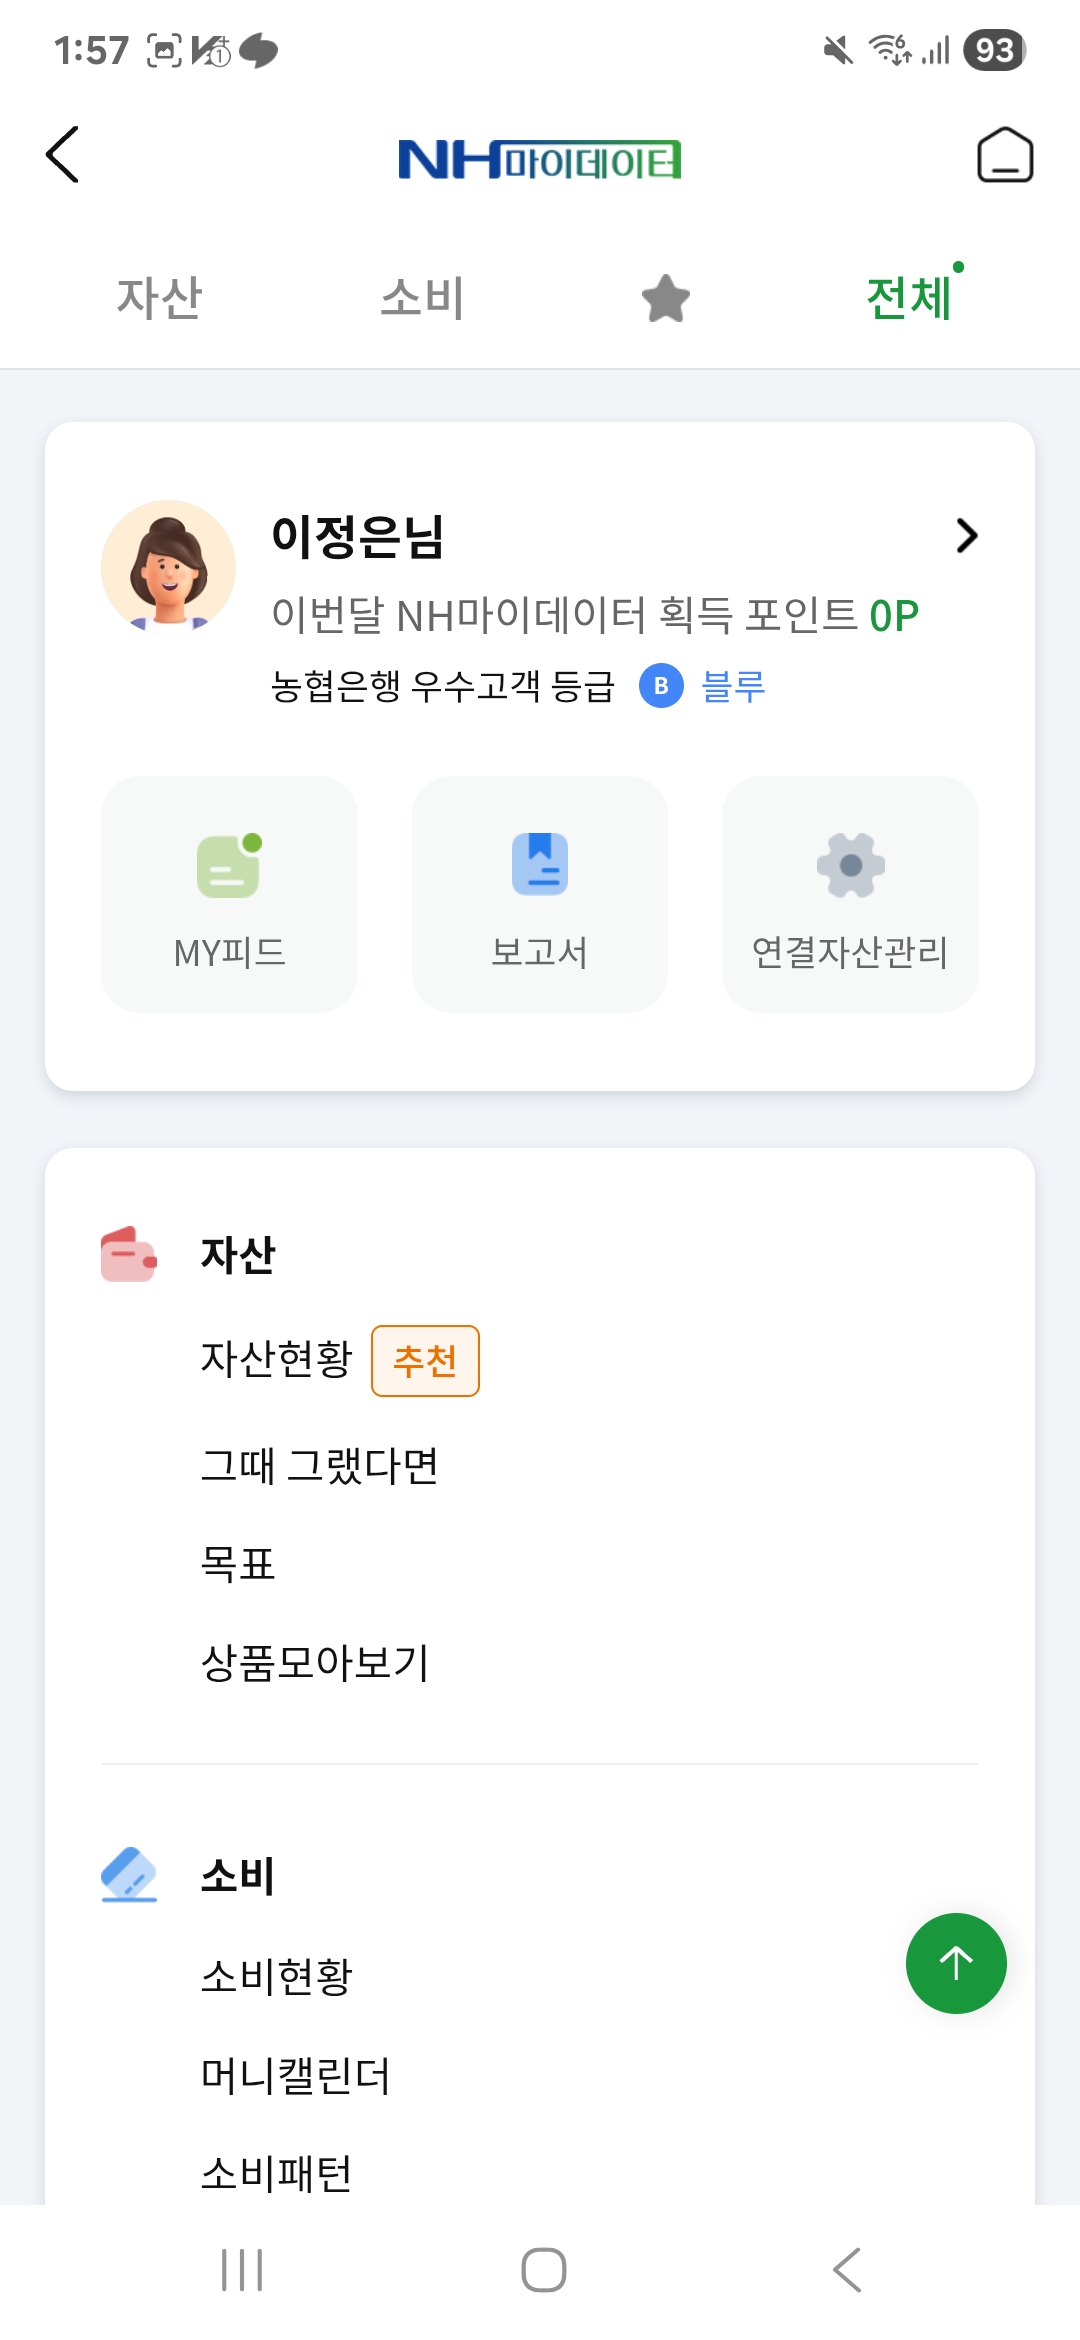 1:57
93
NH마이데이터
자산 소비 전체
이정은님
이번달 NH마이데이터 획득 포인트 0P
농협은행 우수고객 등급 B 블루
MY피드 보고서 연결자산관리
자산
자산현황 추천
그때 그랬다면
목표
상품모아보기
소비
소비현황
머니캘린더
소비패턴